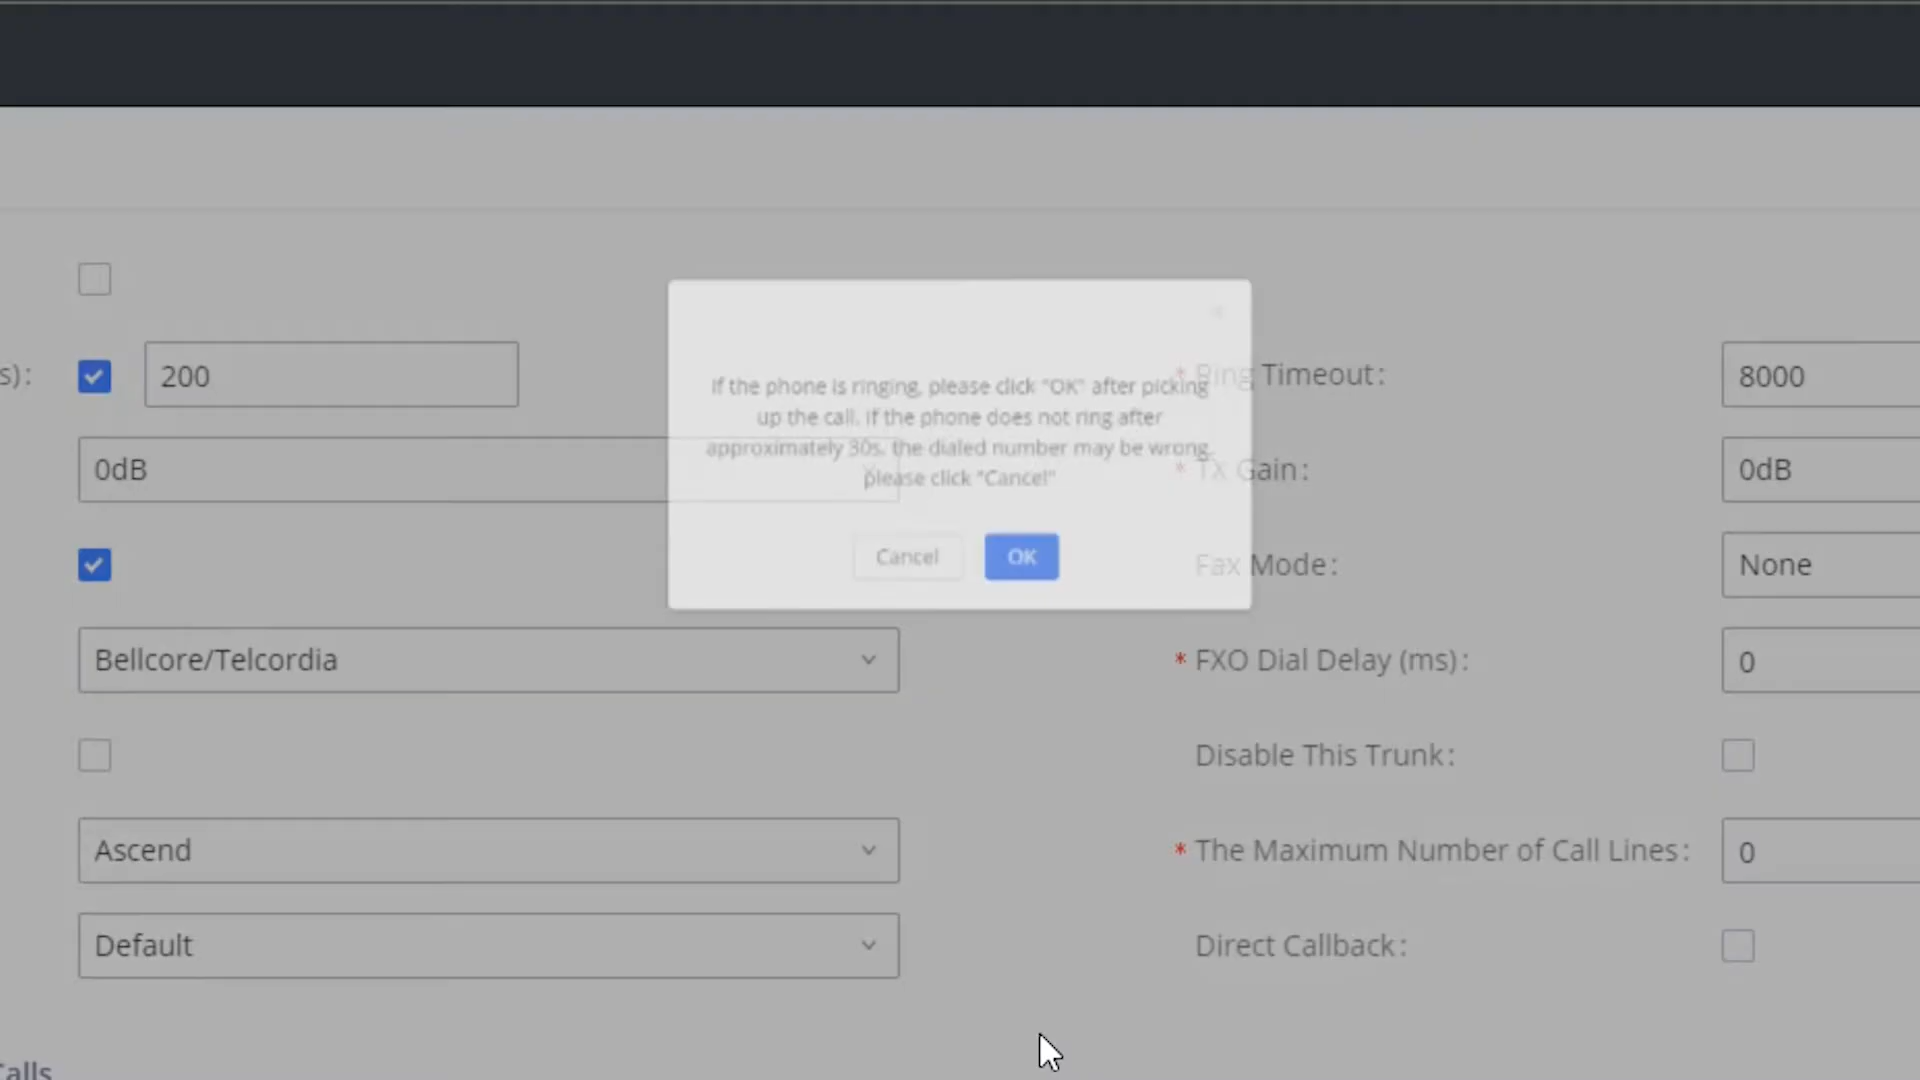 s):
200
* Ring Timeout:
8000
If the phone is ringing, please click "OK" after picking
up the call. If the phone does not ring after
approximately 30s, the dialed number may be wrong,
please click "Cancel"
0dB
* TX Gain:
0dB
Cancel
OK
Fax Mode:
None
Bellcore/Telcordia
* FXO Dial Delay (ms):
0
Disable This Trunk:
Ascend
* The Maximum Number of Call Lines:
0
Default
Direct Callback:
Calls